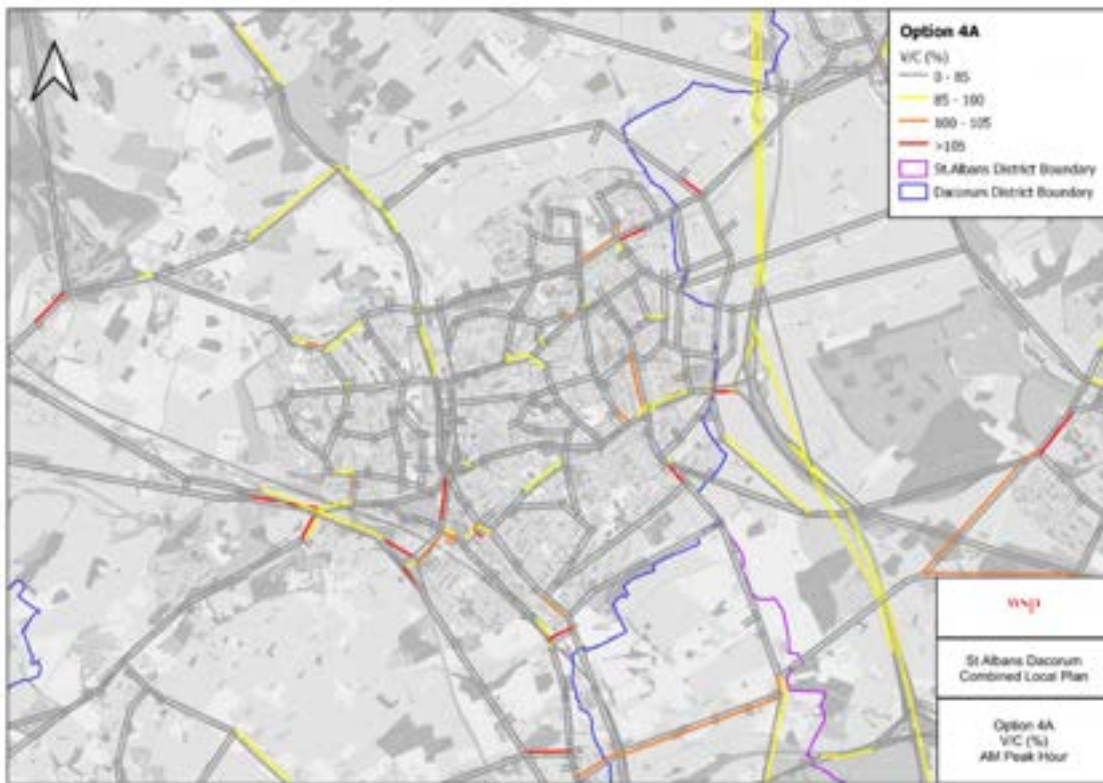 Option 4A
V/C (%)
0 - 85
85 - 100
100 - 105
>105
St.Albans District Boundary
Dacorum District Boundary
wsp
St Albans Dacorum
Combined Local Plan
Option 4A
V/C (%)
AM Peak Hour